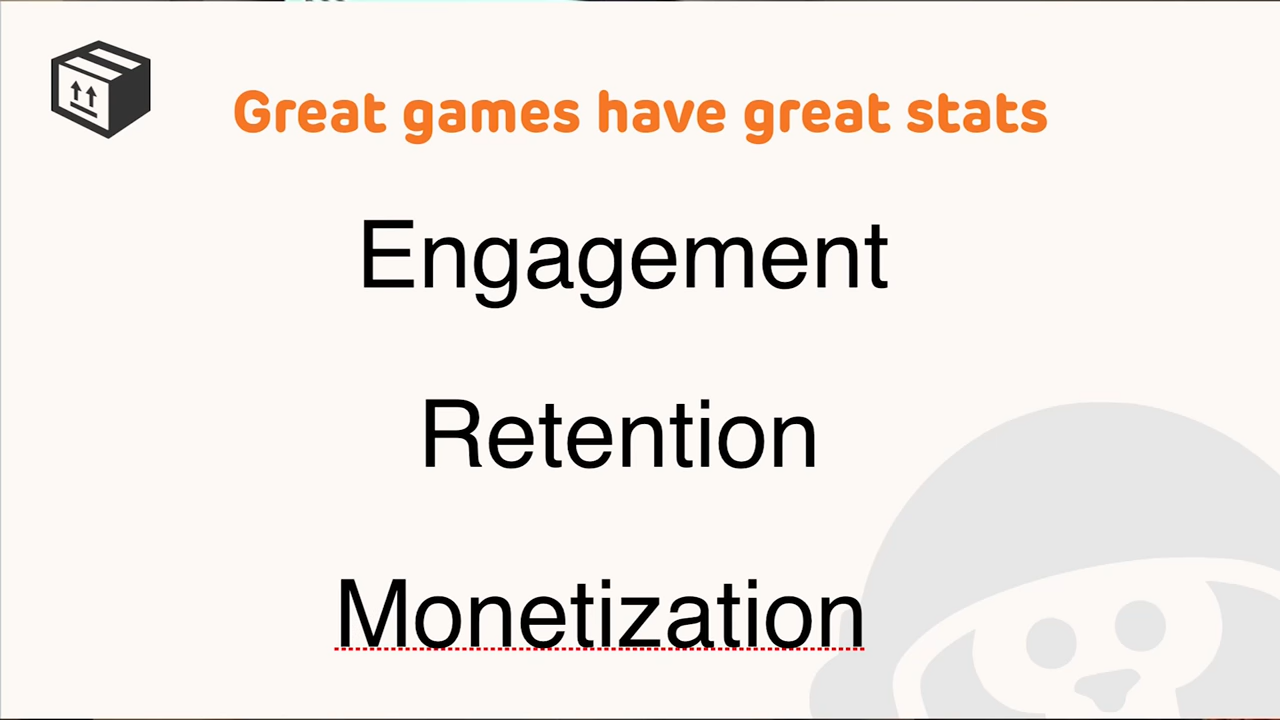 Great games have great stats
Engagement
Retention
Monetization